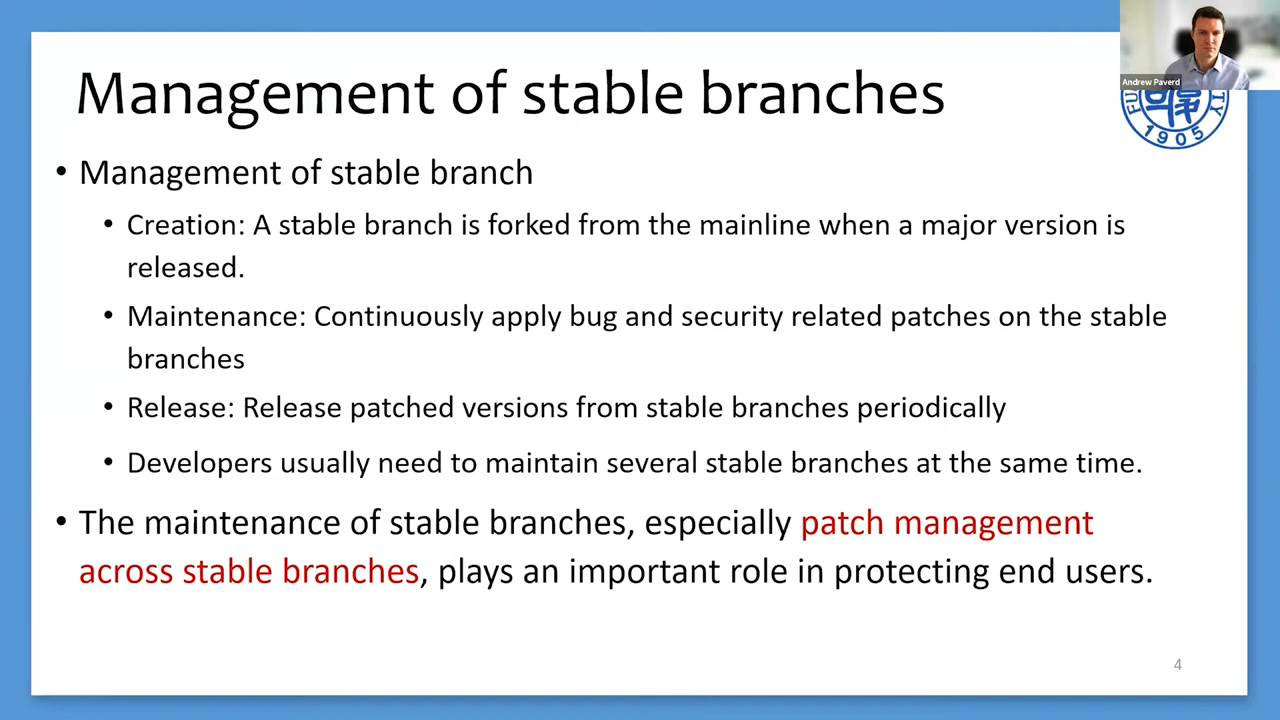 Management of stable branches
• Management of stable branch
• Creation: A stable branch is forked from the mainline when a major version is
released.
• Maintenance: Continuously apply bug and security related patches on the stable
branches
• Release: Release patched versions from stable branches periodically
• Developers usually need to maintain several stable branches at the same time.
• The maintenance of stable branches, especially patch management
across stable branches, plays an important role in protecting end users.
4
Andrew Paverd
1905